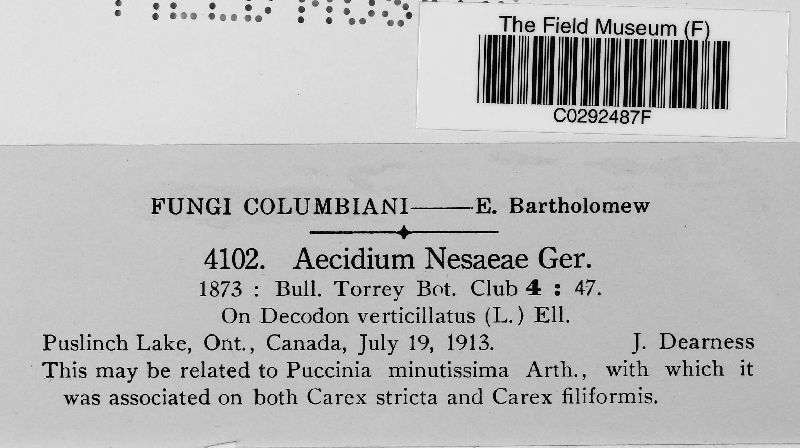 The Field Museum (F)
C0292487F
FUNGI COLUMBIANI——E. Bartholomew
4102. Aecidium Nesaeae Ger.
1873 : Bull. Torrey Bot. Club 4 : 47.
On Decodon verticillatus (L.) Ell.
Puslinch Lake, Ont., Canada, July 19, 1913. J. Dearness
This may be related to Puccinia minutissima Arth., with which it
was associated on both Carex stricta and Carex filiformis.